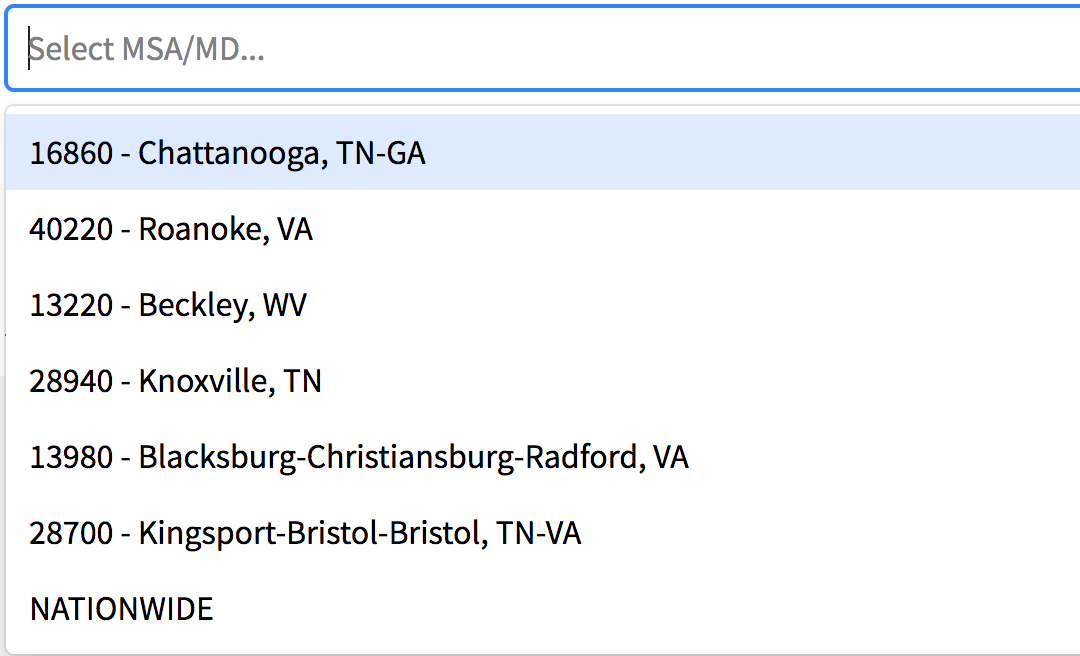 Select MSA/MD...
16860 - Chattanooga, TN-GA
40220 - Roanoke, VA
13220 - Beckley, WV
28940 - Knoxville, TN
13980 - Blacksburg-Christiansburg-Radford, VA
28700 - Kingsport-Bristol-Bristol, TN-VA
NATIONWIDE